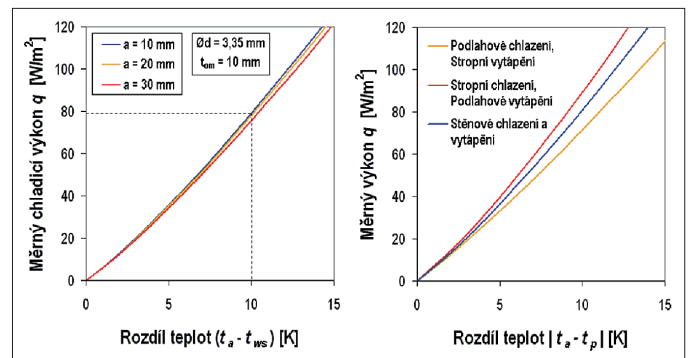 Měrný chladicí výkon q [W/m²]
120
100
80
60
40
20
0
a = 10 mm
a = 20 mm
a = 30 mm
Ød = 3,35 mm
t_om = 10 mm
0 5 10 15
Rozdíl teplot (t_a - t_ws) [K]
Měrný výkon q [W/m²]
120
100
80
60
40
20
0
Podlahové chlazení,
Stropní vytápění
Stropní chlazení,
Podlahové vytápění
Stěnové chlazení a
vytápění
0 5 10 15
Rozdíl teplot | t_a - t_p | [K]